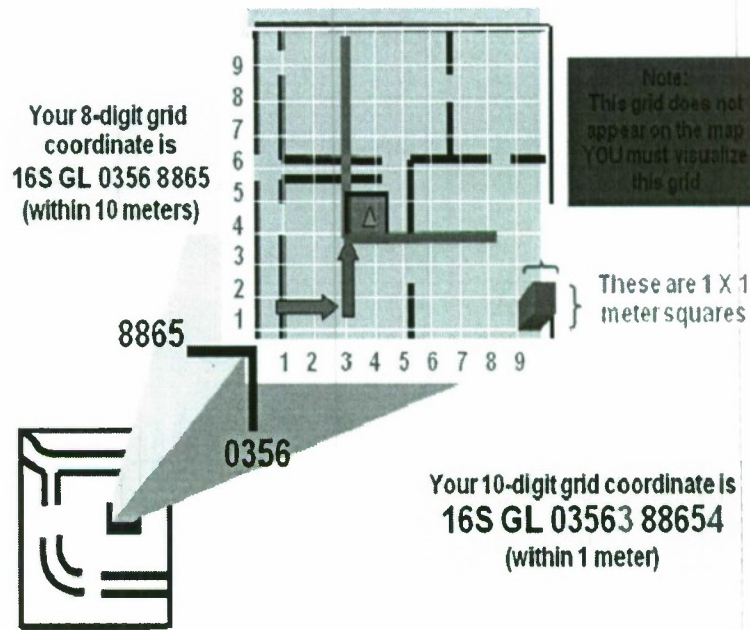 Your 8-digit grid
coordinate is
16S GL 0356 8865
(within 10 meters)
9
8
7
6
5
4
3
2
1
1 2 3 4 5 6 7 8 9
Note:
This grid does not
appear on the map
YOU must visualize
this grid
These are 1 X 1
meter squares
8865
0356
Your 10-digit grid coordinate is
16S GL 03563 88654
(within 1 meter)